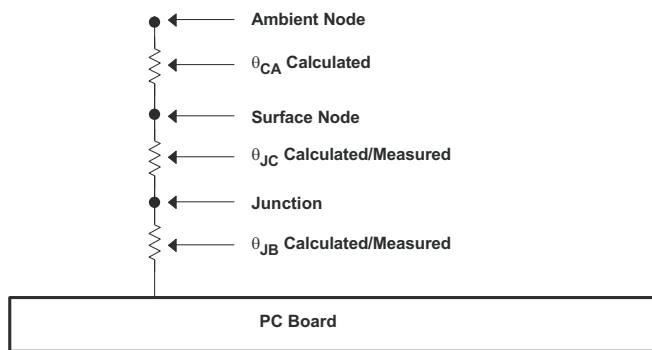 Ambient Node
θCA Calculated
Surface Node
θJC Calculated/Measured
Junction
θJB Calculated/Measured
PC Board